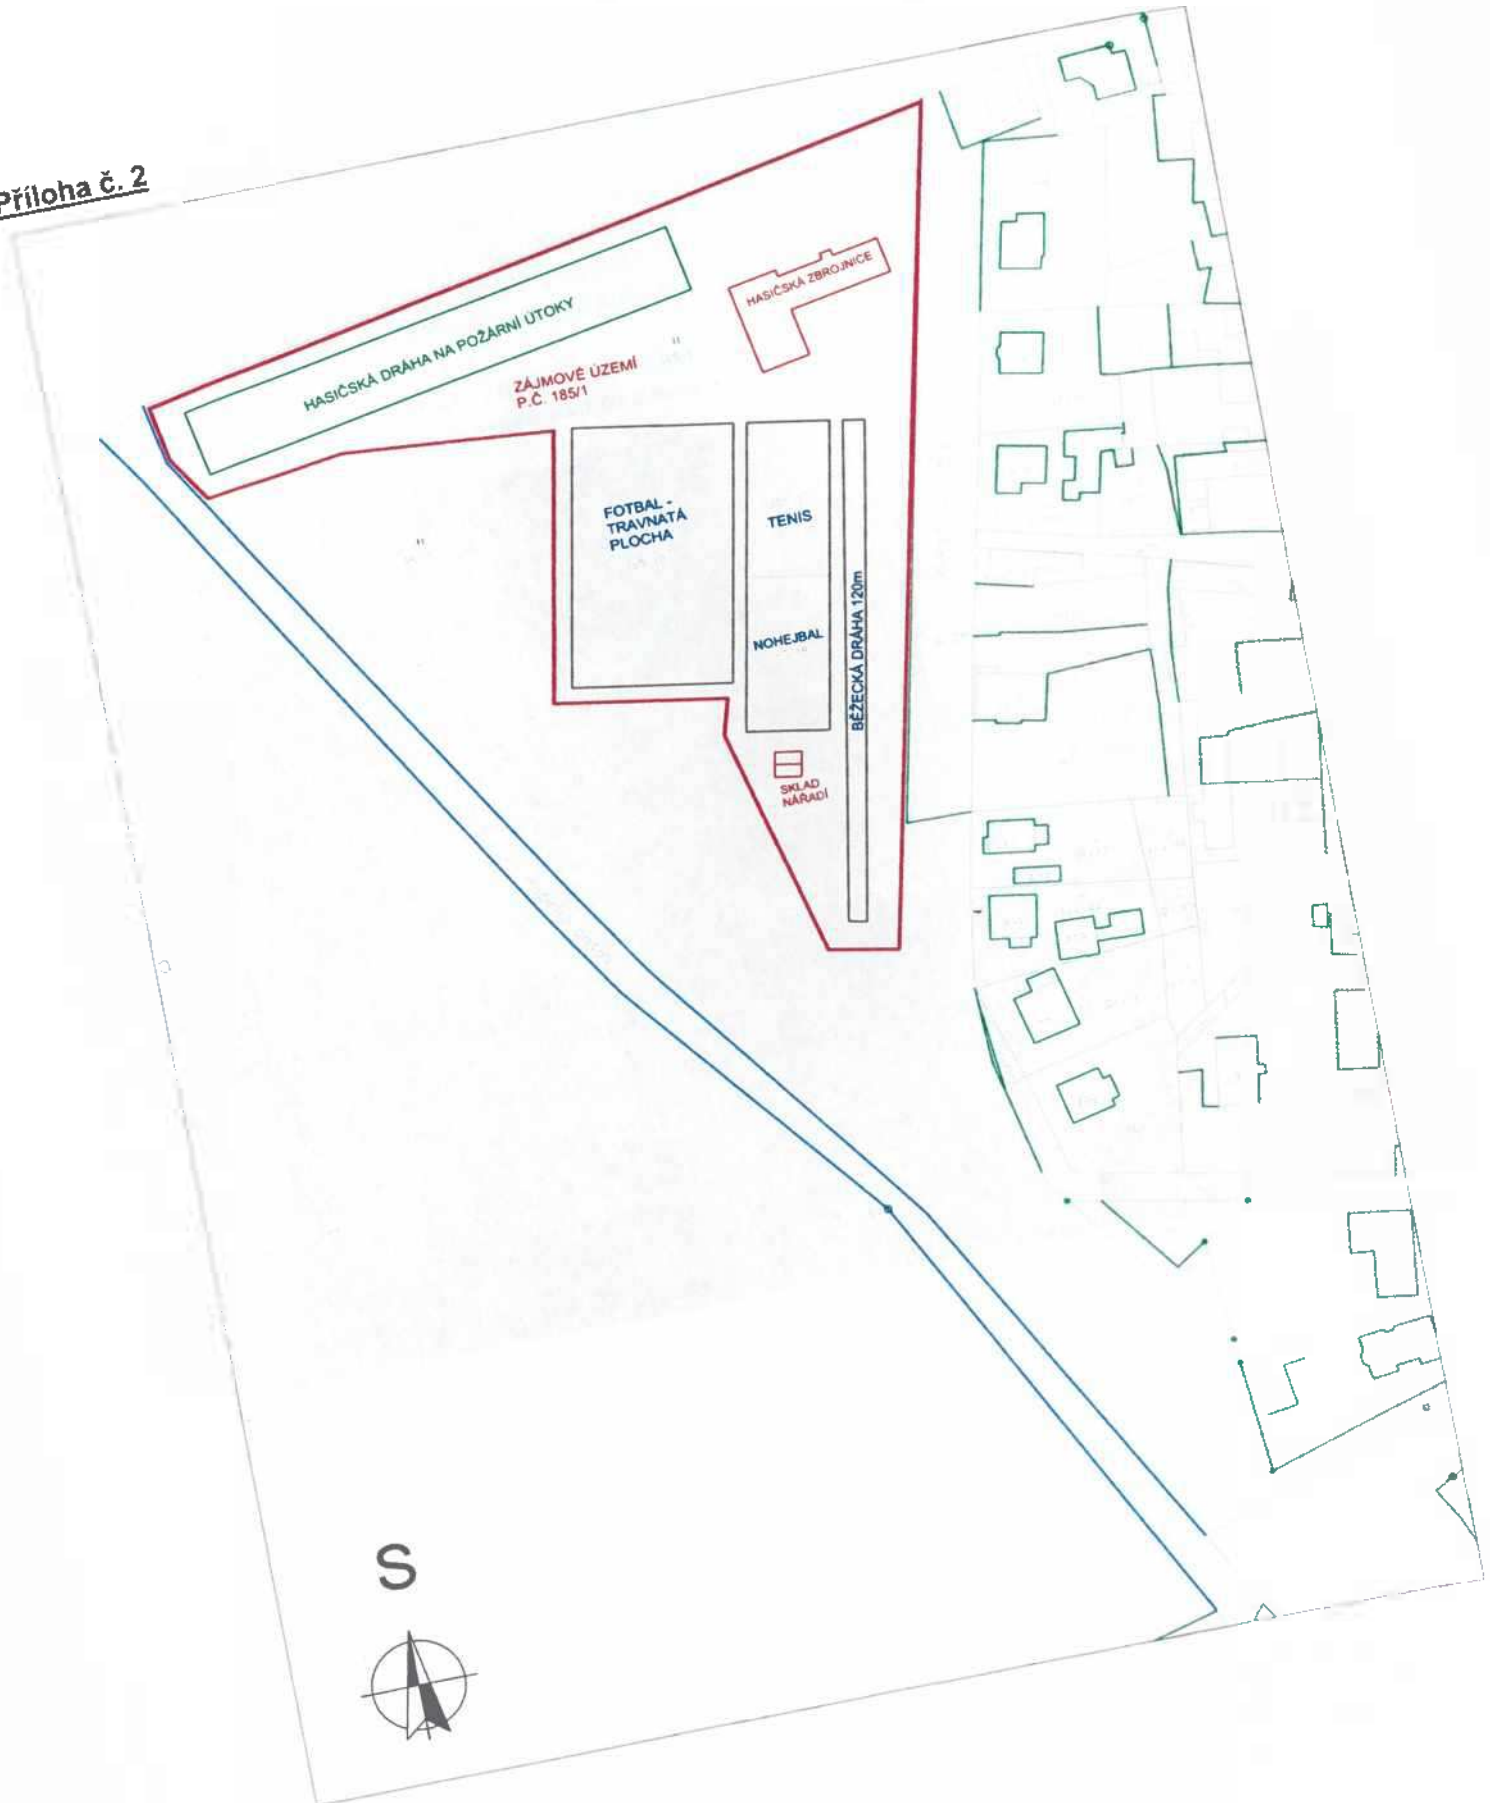 Příloha č. 2
HASIČSKÁ ZBROJNICE
HASIČSKÁ DRÁHA NA POŽÁRNÍ ÚTOKY
ZÁJMOVÉ ÚZEMÍ
P.Č. 185/1
FOTBAL -
TRAVNATÁ
PLOCHA
TENIS
NOHEJBAL
BĚŽECKÁ DRÁHA 120m
SKLAD
NÁŘADÍ
S